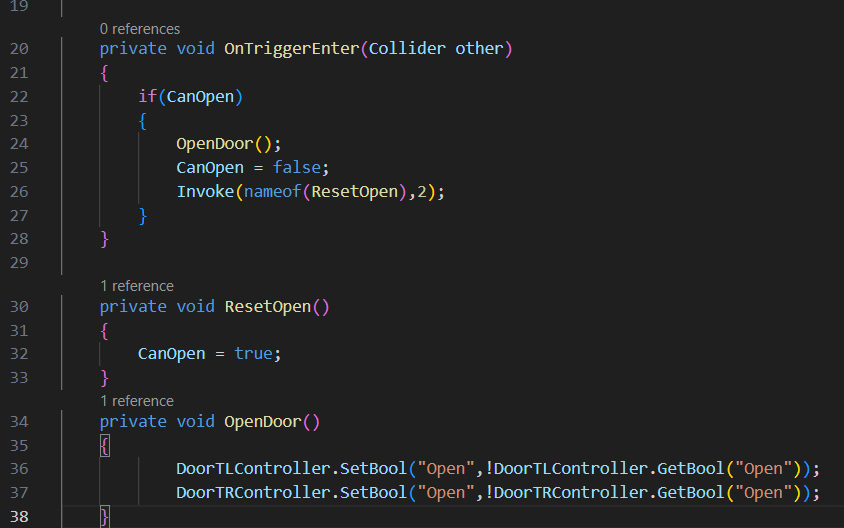 19
0 references
20 private void OnTriggerEnter(Collider other)
21 {
22 if(CanOpen)
23 {
24 OpenDoor();
25 CanOpen = false;
26 Invoke(nameof(ResetOpen),2);
27 }
28 }
29
1 reference
30 private void ResetOpen()
31 {
32 CanOpen = true;
33 }
1 reference
34 private void OpenDoor()
35 {
36 DoorTLController.SetBool("Open",!DoorTLController.GetBool("Open"));
37 DoorTRController.SetBool("Open",!DoorTRController.GetBool("Open"));
38 }